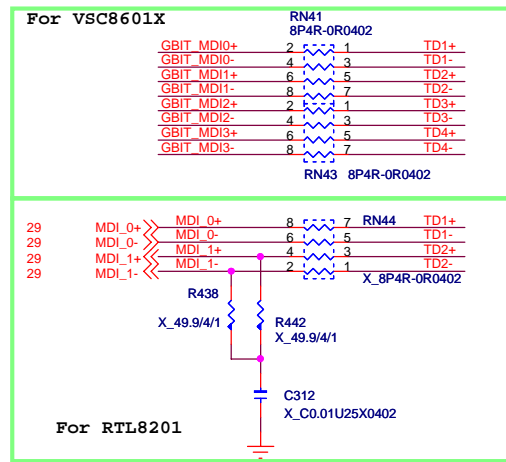 For VSC8601X
RN41
8P4R-0R0402
GBIT_MDI0+ 2 1 TD1+
GBIT_MDI0- 4 3 TD1-
GBIT_MDI1+ 6 5 TD2+
GBIT_MDI1- 8 7 TD2-
GBIT_MDI2+ 2 1 TD3+
GBIT_MDI2- 4 3 TD3-
GBIT_MDI3+ 6 5 TD4+
GBIT_MDI3- 8 7 TD4-
RN43 8P4R-0R0402
29 MDI_0+ MDI_0+ 8 7 RN44 TD1+
29 MDI_0- MDI_0- 6 5 TD1-
29 MDI_1+ MDI_1+ 4 3 TD2+
29 MDI_1- MDI_1- 2 1 TD2-
X_8P4R-0R0402
R438
X_49.9/4/1
R442
X_49.9/4/1
C312
X_C0.01U25X0402
For RTL8201